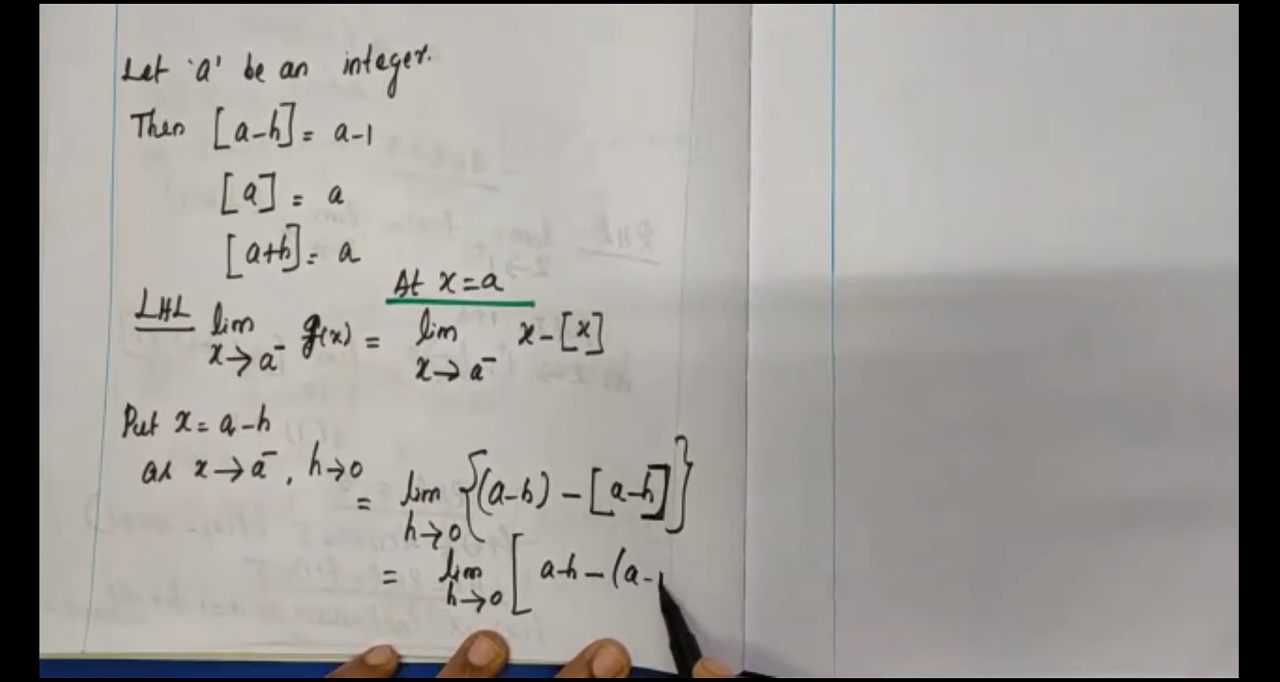 Let 'a' be an integer.
Then [a-h] = a-1
[a] = a
[a+h] = a
At x = a
LHL lim x→a⁻ g(x) = lim x→a⁻ x-[x]
Put x = a-h
as x→a⁻, h→0
= lim h→0 {(a-h) - [a-h]}
= lim h→0 [a-h-(a-1